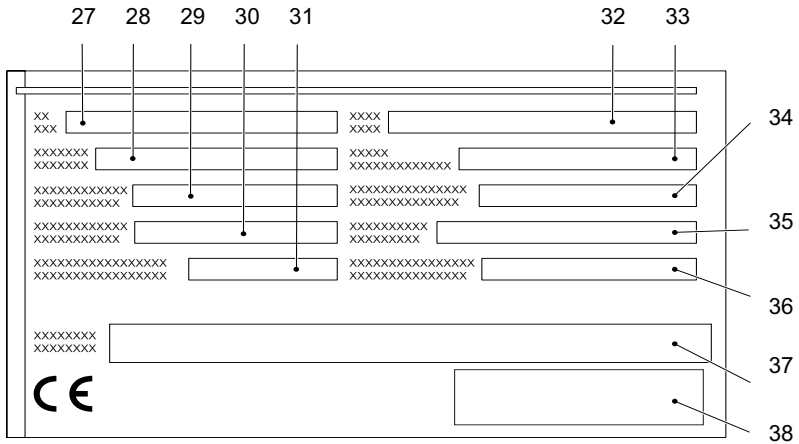 27 28 29 30 31 32 33
XX XXXX
XXX XXXX
34
XXXXXXX XXXXX
XXXXXXX XXXXXXXXXXXXX
XXXXXXXXXXXX XXXXXXXXXXXXXXX
XXXXXXXXXXX XXXXXXXXXXXXXX
35
XXXXXXXXXXXX XXXXXXXXXX
XXXXXXXXXXX XXXXXXXXX
XXXXXXXXXXXXXXXXX XXXXXXXXXXXXXXXX
XXXXXXXXXXXXXXXXX XXXXXXXXXXXXXXX
36
XXXXXXXX
XXXXXXXX
37
CE
38